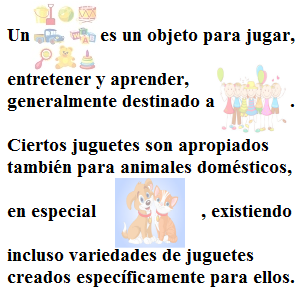 Un es un objeto para jugar,
entretener y aprender,
generalmente destinado a .
Ciertos juguetes son apropiados
también para animales domésticos,
en especial , existiendo
incluso variedades de juguetes
creados específicamente para ellos.